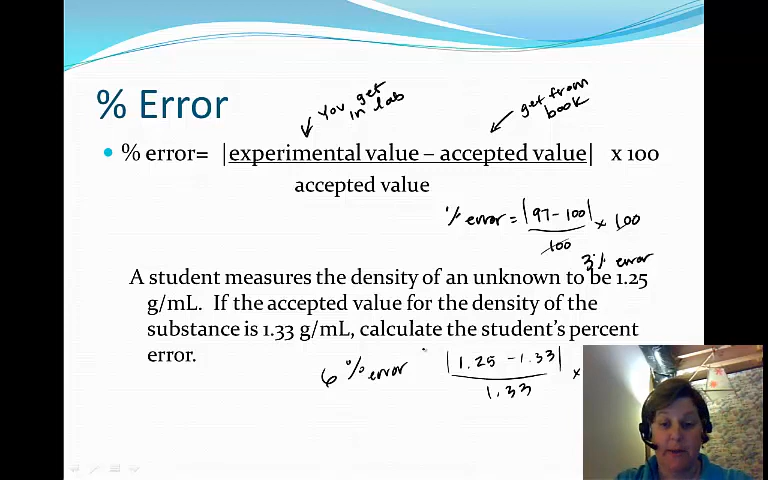 % Error
You get
in lab
get from
book
% error= |experimental value – accepted value| x 100
accepted value
% error = |97 - 100| x 100
100
3% error
A student measures the density of an unknown to be 1.25
g/mL. If the accepted value for the density of the
substance is 1.33 g/mL, calculate the student's percent
error.
6 % error
|1.25 - 1.33| x
1.33